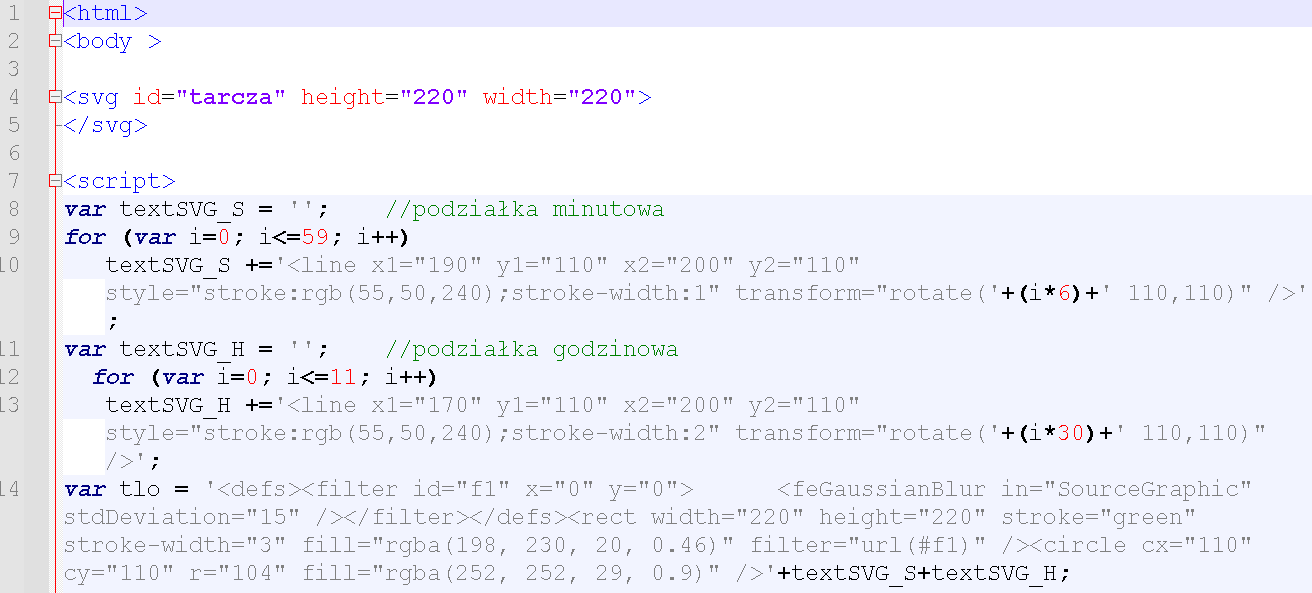 1 <html>
2 <body >
3
4 <svg id="tarcza" height="220" width="220">
5 </svg>
6
7 <script>
8 var textSVG_S = '';    //podziałka minutowa
9 for (var i=0; i<=59; i++)
10 textSVG_S +='<line x1="190" y1="110" x2="200" y2="110"
style="stroke:rgb(55,50,240);stroke-width:1" transform="rotate('+(i*6)+' 110,110)" />'
;
11 var textSVG_H = '';    //podziałka godzinowa
12 for (var i=0; i<=11; i++)
13 textSVG_H +='<line x1="170" y1="110" x2="200" y2="110"
style="stroke:rgb(55,50,240);stroke-width:2" transform="rotate('+(i*30)+' 110,110)"
/>';
14 var tlo = '<defs><filter id="f1" x="0" y="0">      <feGaussianBlur in="SourceGraphic"
stdDeviation="15" /></filter></defs><rect width="220" height="220" stroke="green"
stroke-width="3" fill="rgba(198, 230, 20, 0.46)" filter="url(#f1)" /><circle cx="110"
cy="110" r="104" fill="rgba(252, 252, 29, 0.9)" />'+textSVG_S+textSVG_H;